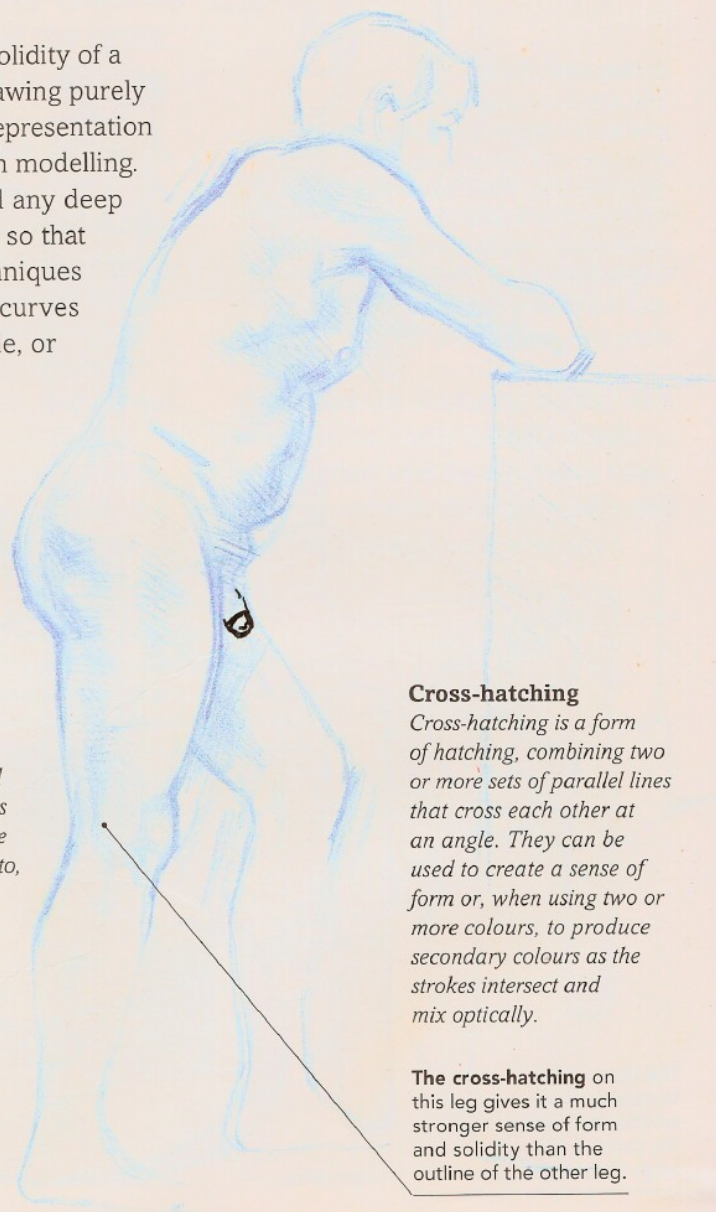 olidity of a
awing purely
epresentation
n modelling.
any deep
so that
niques
curves
e, or
s
e
to,
Cross-hatching
Cross-hatching is a form
of hatching, combining two
or more sets of parallel lines
that cross each other at
an angle. They can be
used to create a sense of
form or, when using two or
more colours, to produce
secondary colours as the
strokes intersect and
mix optically.
The cross-hatching on
this leg gives it a much
stronger sense of form
and solidity than the
outline of the other leg.